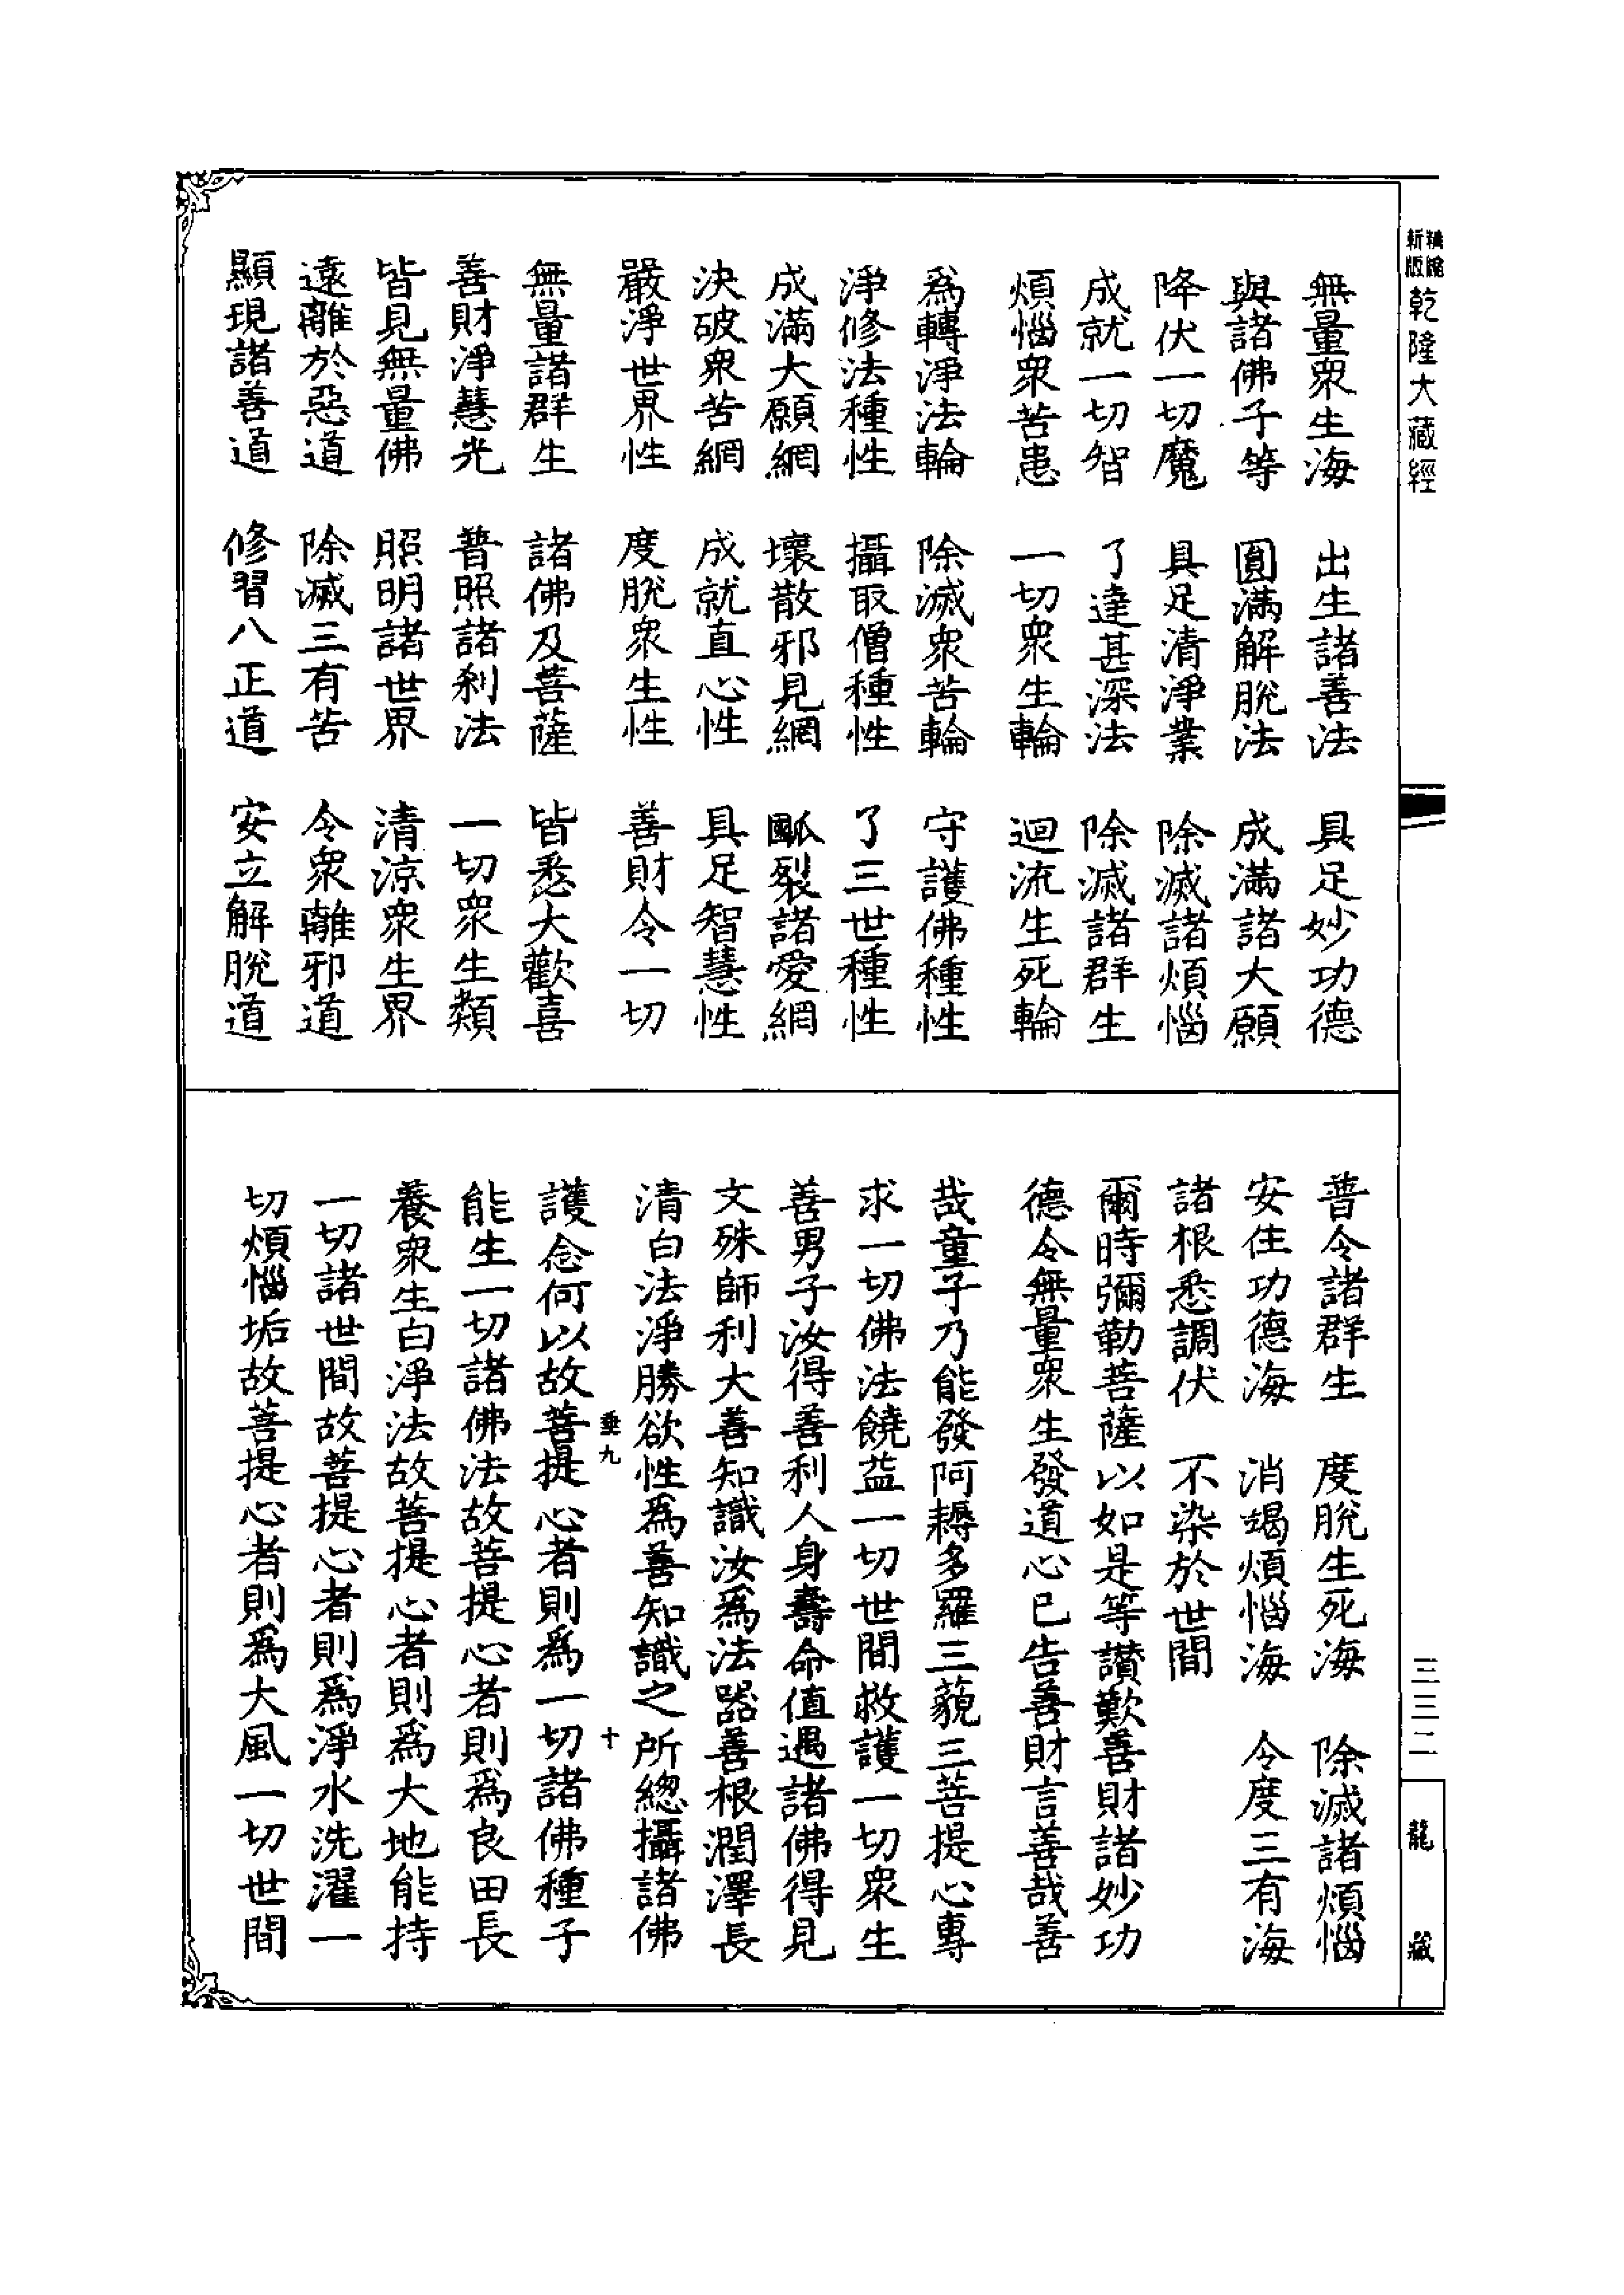 新版 精縮 乾隆大藏經
無量衆生海 出生諸善法 具足妙功德
與諸佛子等 圓滿解脫法 成滿諸大願
降伏一切魔 具足清淨業 除滅諸煩惱
成就一切智 了達甚深法 除滅諸群生
煩惱衆苦患 一切衆生輪 迴流生死輪
爲轉淨法輪 除滅衆苦輪 守護佛種性
淨修法種性 攝取僧種性 了三世種性
成滿大願網 壞散邪見網 㽃裂諸愛網
決破衆苦網 成就直心性 具足智慧性
嚴淨世界性 度脫衆生性 善財令一切
無量諸群生 諸佛及菩薩 皆悉大歡喜
善財淨慧光 普照諸刹法 一切衆生類
皆見無量佛 照明諸世界 清涼衆生界
遠離於惡道 除滅三有苦 令衆離邪道
顯現諸善道 修習八正道 安立解脫道
普令諸群生 度脫生死海 除滅諸煩惱
安住功德海 消竭煩惱海 令度三有海
諸根悉調伏 不染於世間
爾時彌勒菩薩以如是等讃歎善財諸妙功
德令無量衆生發道心已告善財言善哉善
哉童子乃能發阿耨多羅三藐三菩提心專
求一切佛法饒益一切世間救護一切衆生
善男子汝得善利人身壽命值遇諸佛得見
文殊師利大善知識汝爲法器善根潤澤長
清白法淨勝欲性爲善知識之所總攝諸佛
垂九 十
護念何以故菩提心者則爲一切諸佛種子
能生一切諸佛法故菩提心者則爲良田長
養衆生白淨法故菩提心者則爲大地能持
一切諸世間故菩提心者則爲淨水洗濯一
切煩惱垢故菩提心者則爲大風一切世間
三三二
龍藏